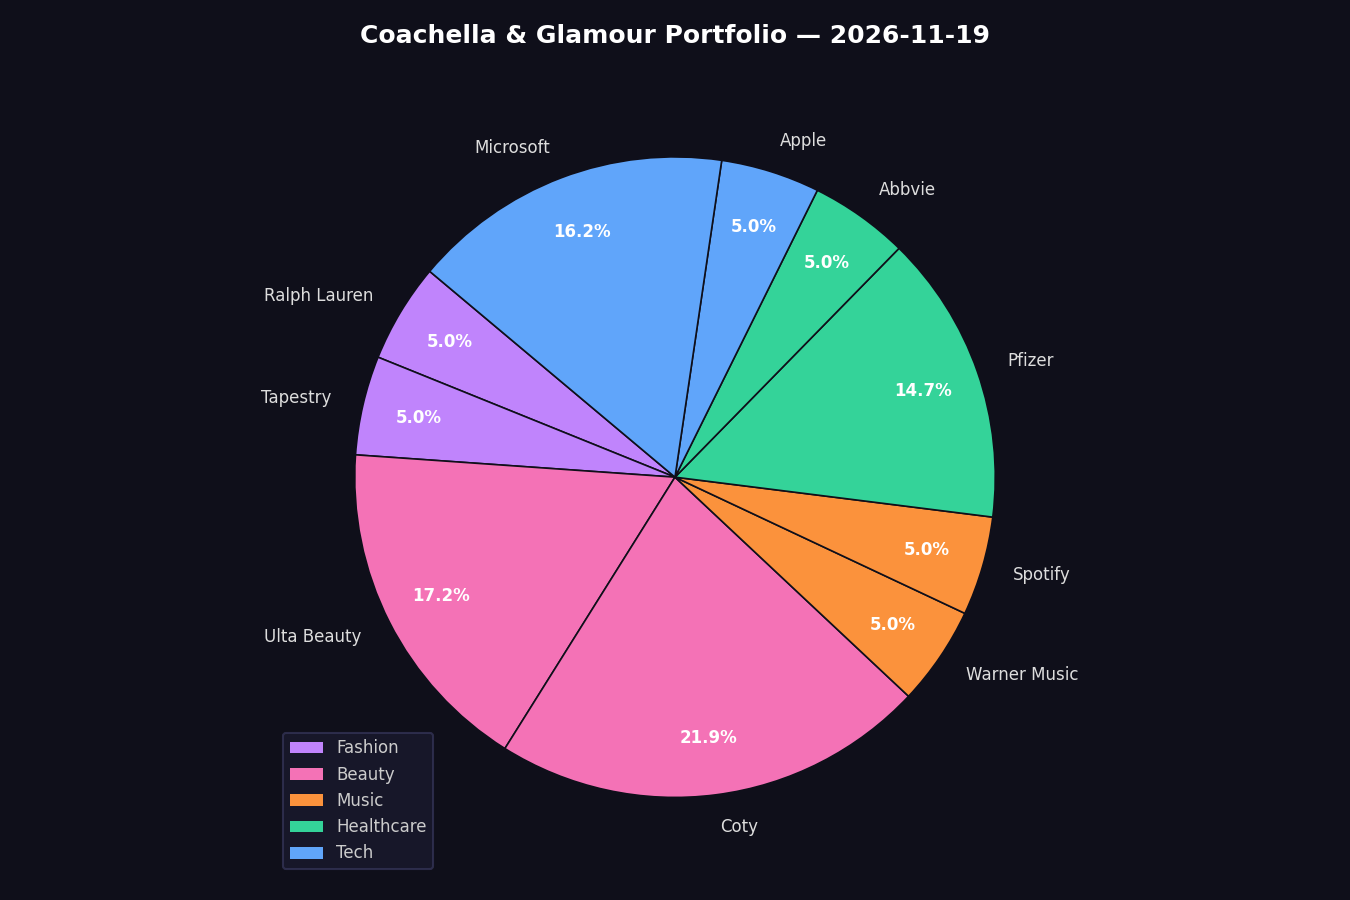 Coachella & Glamour Portfolio — 2026-11-19
Apple
Microsoft
Abbvie
5.0%
16.2%
5.0%
Ralph Lauren
5.0%
Pfizer
14.7%
Tapestry
5.0%
5.0%
Spotify
17.2%
5.0%
Ulta Beauty
Warner Music
21.9%
Coty
Fashion
Beauty
Music
Healthcare
Tech